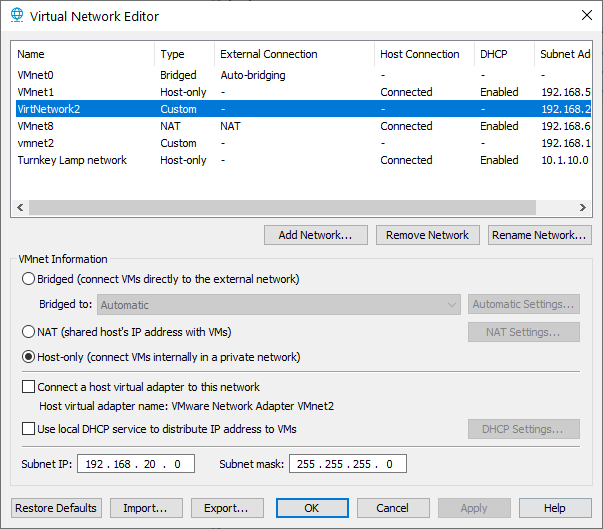 Virtual Network Editor
Name Type External Connection Host Connection DHCP Subnet Ad
VMnet0 Bridged Auto-bridging - - -
VMnet1 Host-only - Connected Enabled 192.168.5
VirtNetwork2 Custom - - - 192.168.2
VMnet8 NAT NAT Connected Enabled 192.168.6
vmnet2 Custom - - - 192.168.1
Turnkey Lamp network Host-only - Connected Enabled 10.1.10.0
Add Network... Remove Network Rename Network...
VMnet Information
Bridged (connect VMs directly to the external network)
Bridged to: Automatic Automatic Settings...
NAT (shared host's IP address with VMs) NAT Settings...
Host-only (connect VMs internally in a private network)
Connect a host virtual adapter to this network
Host virtual adapter name: VMware Network Adapter VMnet2
Use local DHCP service to distribute IP address to VMs DHCP Settings...
Subnet IP: 192 . 168 . 20 . 0 Subnet mask: 255 . 255 . 255 . 0
Restore Defaults Import... Export... OK Cancel Apply Help